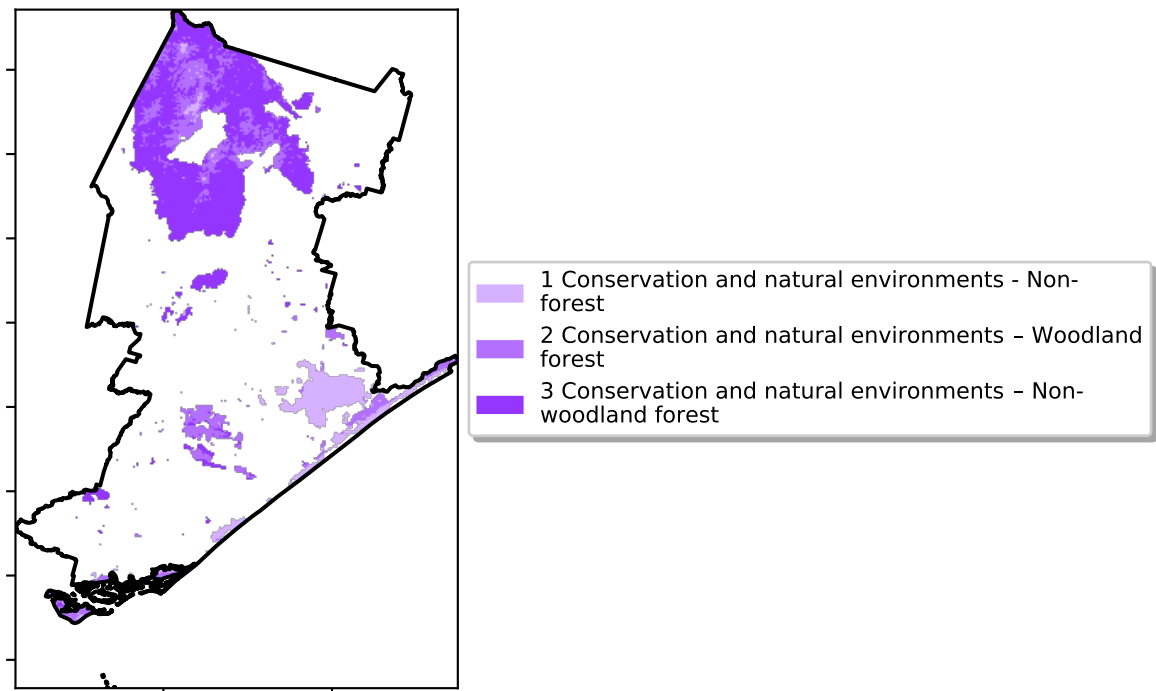 1 Conservation and natural environments - Non-
forest
2 Conservation and natural environments – Woodland
forest
3 Conservation and natural environments – Non-
woodland forest